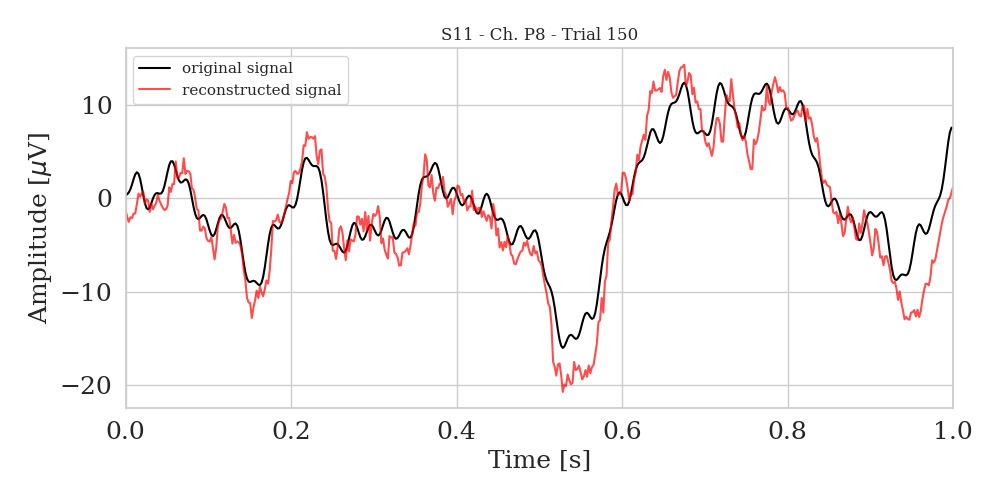 S11 - Ch. P8 - Trial 150
original signal
reconstructed signal
Amplitude [μV]
10
0
−10
−20
0.0 0.2 0.4 0.6 0.8 1.0
Time [s]